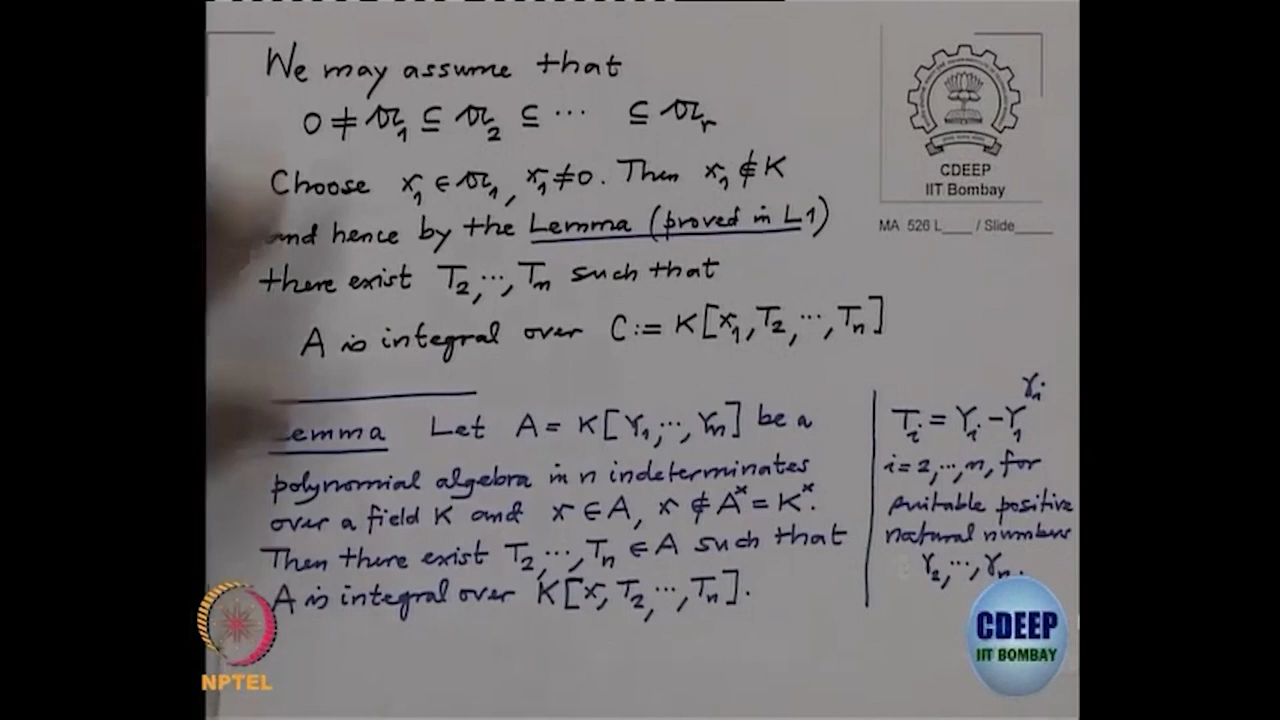 We may assume that
0 ≠ 𝔞₁ ⊆ 𝔞₂ ⊆ ⋯ ⊆ 𝔞ᵣ
Choose x₁ ∈ 𝔞₁, x₁ ≠ 0. Then x₁ ∉ K
and hence by the Lemma (proved in L1)
there exist T₂, ⋯, Tₙ such that
A is integral over C := K[x₁, T₂, ⋯, Tₙ]
Lemma Let A = K[Y₁, ⋯, Yₙ] be a
polynomial algebra in n indeterminates
over a field K and x ∈ A, x ∉ Aˣ = Kˣ.
Then there exist T₂, ⋯, Tₙ ∈ A such that
A is integral over K[x, T₂, ⋯, Tₙ].
Tᵢ = Yᵢ − Y₁^γᵢ
i = 2, ⋯, n, for
suitable positive
natural numbers
γ₂, ⋯, γₙ.
CDEEP
IIT Bombay
MA 526 L____ / Slide_____
NPTEL
CDEEP
IIT BOMBAY